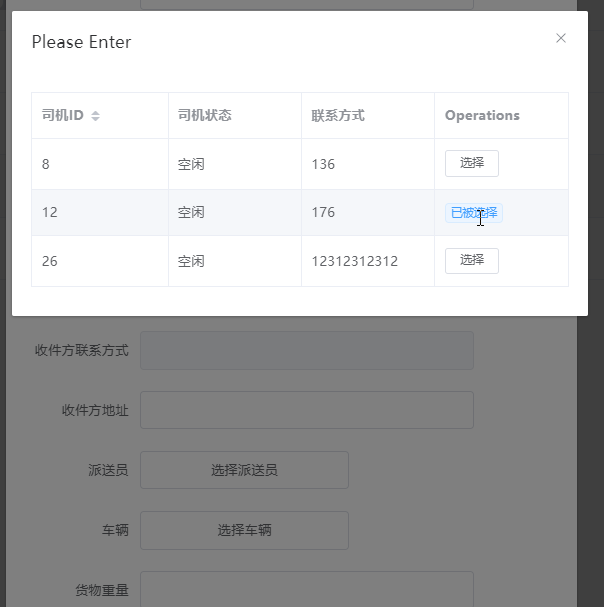 Please Enter
司机ID 司机状态 联系方式 Operations
8 空闲 136 选择
12 空闲 176 已被选择
26 空闲 12312312312 选择
收件方联系方式
收件方地址
派送员 选择派送员
车辆 选择车辆
货物重量